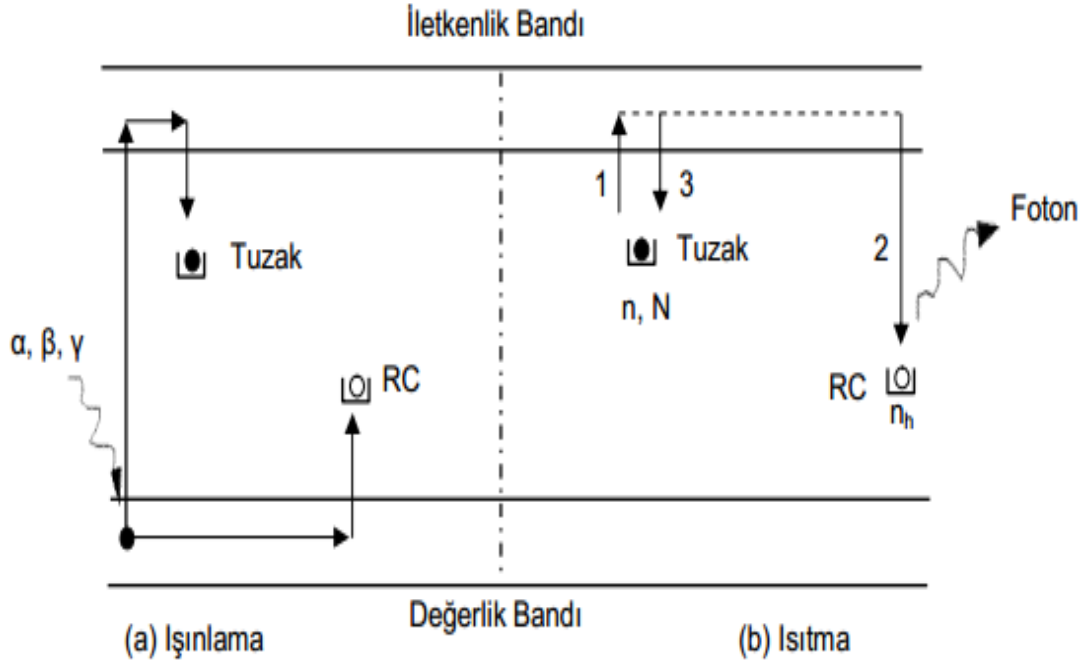 İletkenlik Bandı
1
3
Foton
Tuzak
Tuzak
2
n, N
α, β, γ
RC
RC
nₕ
Değerlik Bandı
(a) Işınlama
(b) Isıtma